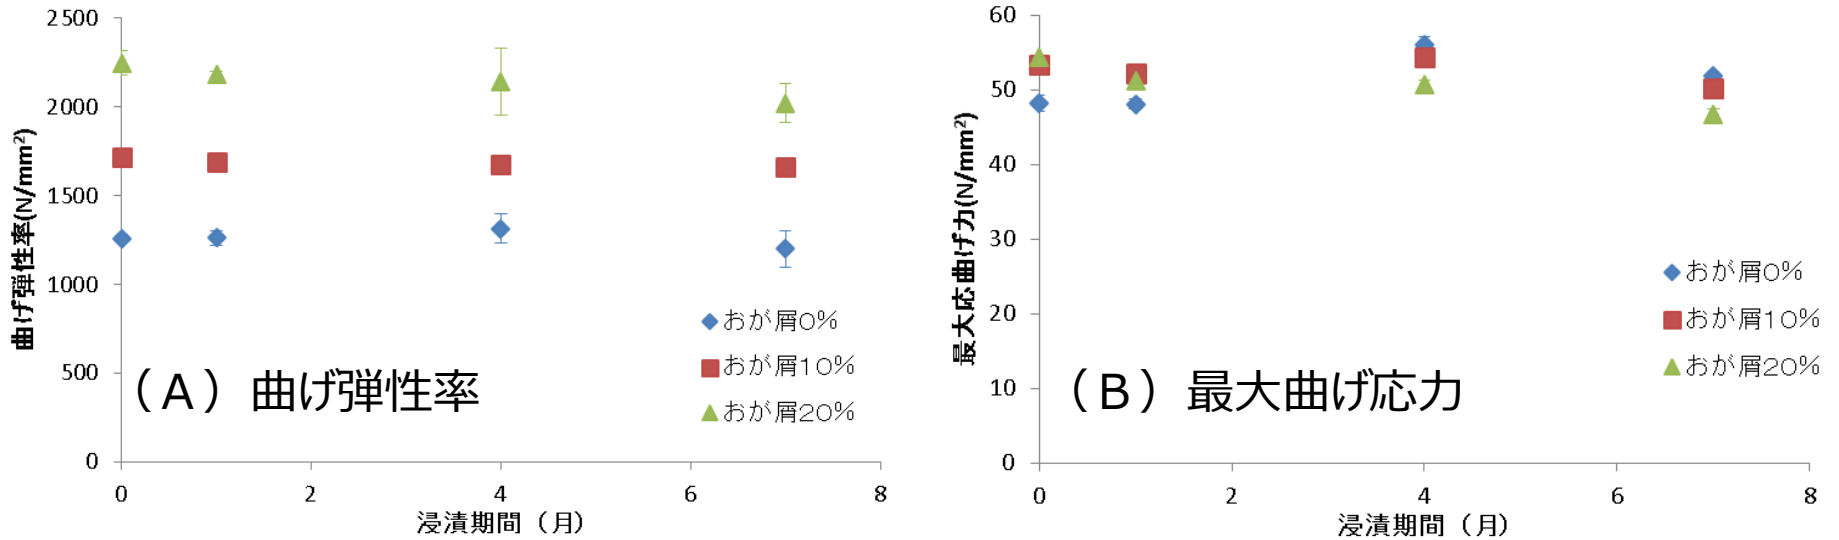 2500
2000
1500
1000
500
0
0
2
4
6
8
曲げ弾性率(N/mm²)
浸漬期間（月）
おが屑0%
おが屑10%
おが屑20%
（A）曲げ弾性率
60
50
40
30
20
10
0
0
2
4
6
8
最大応曲げ力(N/mm²)
浸漬期間（月）
おが屑0%
おが屑10%
おが屑20%
（B）最大曲げ応力